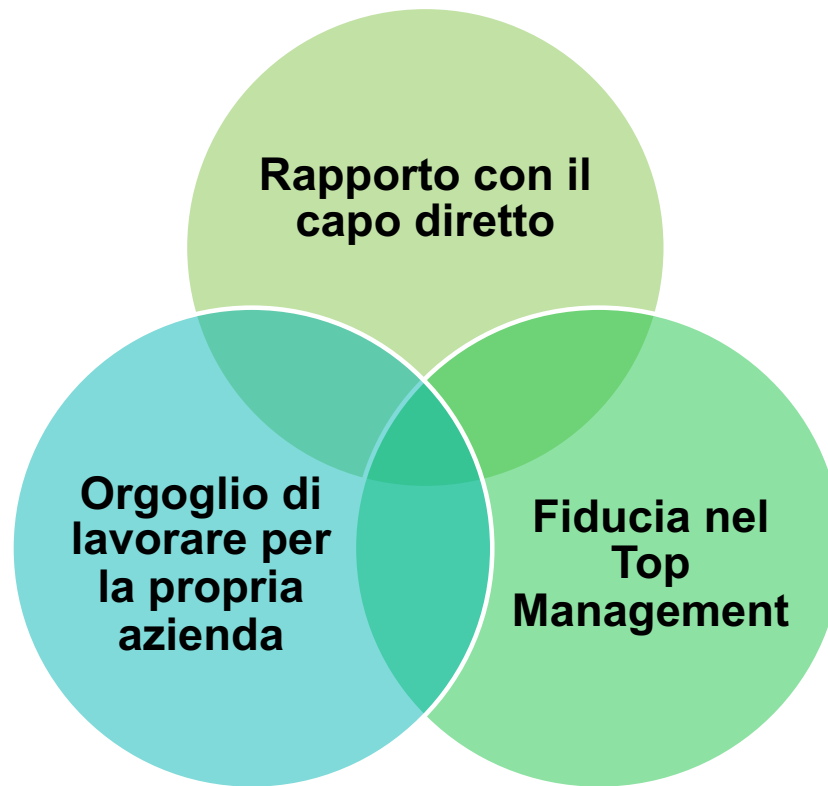 Rapporto con il
capo diretto
Orgoglio di
lavorare per
la propria
azienda
Fiducia nel
Top
Management